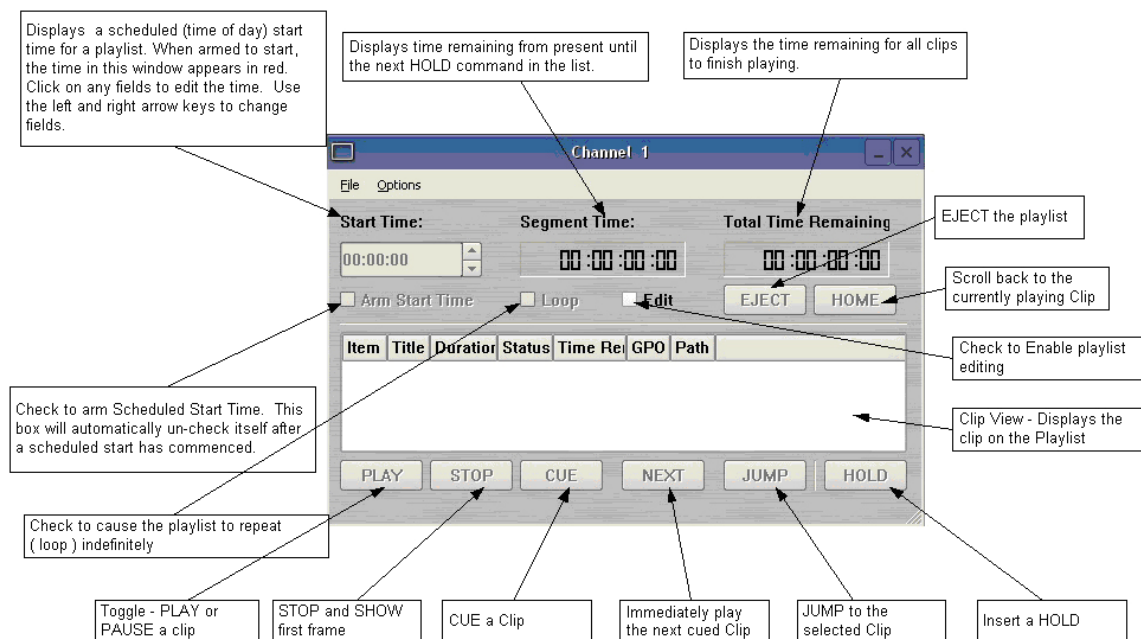 Displays a scheduled (time of day) start
time for a playlist. When armed to start,
the time in this window appears in red.
Click on any fields to edit the time. Use
the left and right arrow keys to change
fields.
Displays time remaining from present until
the next HOLD command in the list.
Displays the time remaining for all clips
to finish playing.
Channel 1
File Options
Start Time:
Segment Time:
Total Time Remaining
EJECT the playlist
00:00:00
00:00:00:00
00:00:00:00
Scroll back to the
currently playing Clip
Arm Start Time
Loop
Edit
EJECT
HOME
Item Title Duration Status Time Rei GPO Path
Check to Enable playlist
editing
Check to arm Scheduled Start Time. This
box will automatically un-check itself after
a scheduled start has commenced.
Clip View - Displays the
clip on the Playlist
PLAY
STOP
CUE
NEXT
JUMP
HOLD
Check to cause the playlist to repeat
( loop ) indefinitely
Toggle - PLAY or
PAUSE a clip
STOP and SHOW
first frame
CUE a Clip
Immediately play
the next cued Clip
JUMP to the
selected Clip
Insert a HOLD